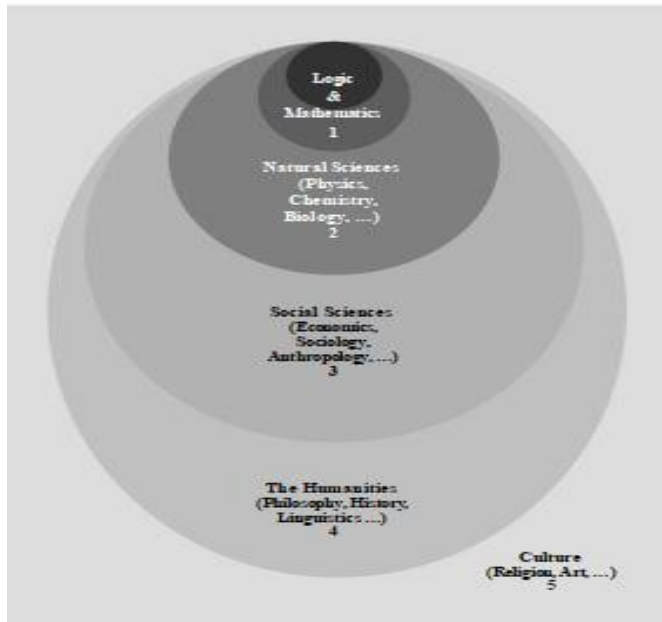 Logic
&
Mathematics
1
Natural Sciences
(Physics,
Chemistry,
Biology, …)
2
Social Sciences
(Economics,
Sociology,
Anthropology, …)
3
The Humanities
(Philosophy, History,
Linguistics …)
4
Culture
(Religion, Art, …)
5